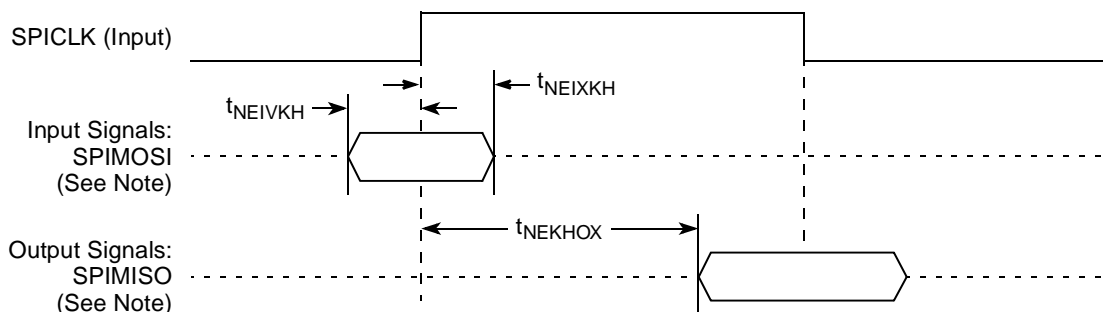 SPICLK (Input)
tNEIXKH
tNEIVKH
Input Signals:
SPIMOSI
(See Note)
tNEKHOX
Output Signals:
SPIMISO
(See Note)